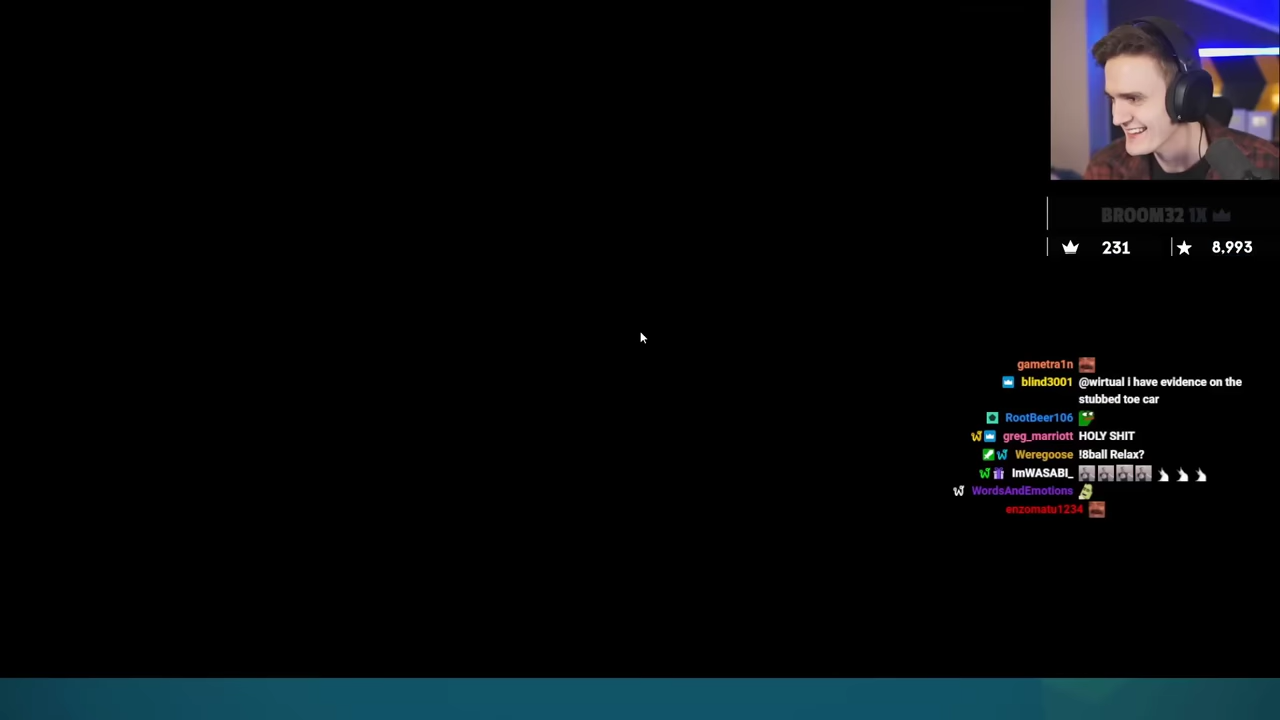 BROOM32 1X
231 8,993
gametra1n
blind3001 @wirtual i have evidence on the
stubbed toe car
RootBeer106
greg_marriott HOLY SHIT
Weregoose !8ball Relax?
ImWASABI_
WordsAndEmotions
enzomatu1234